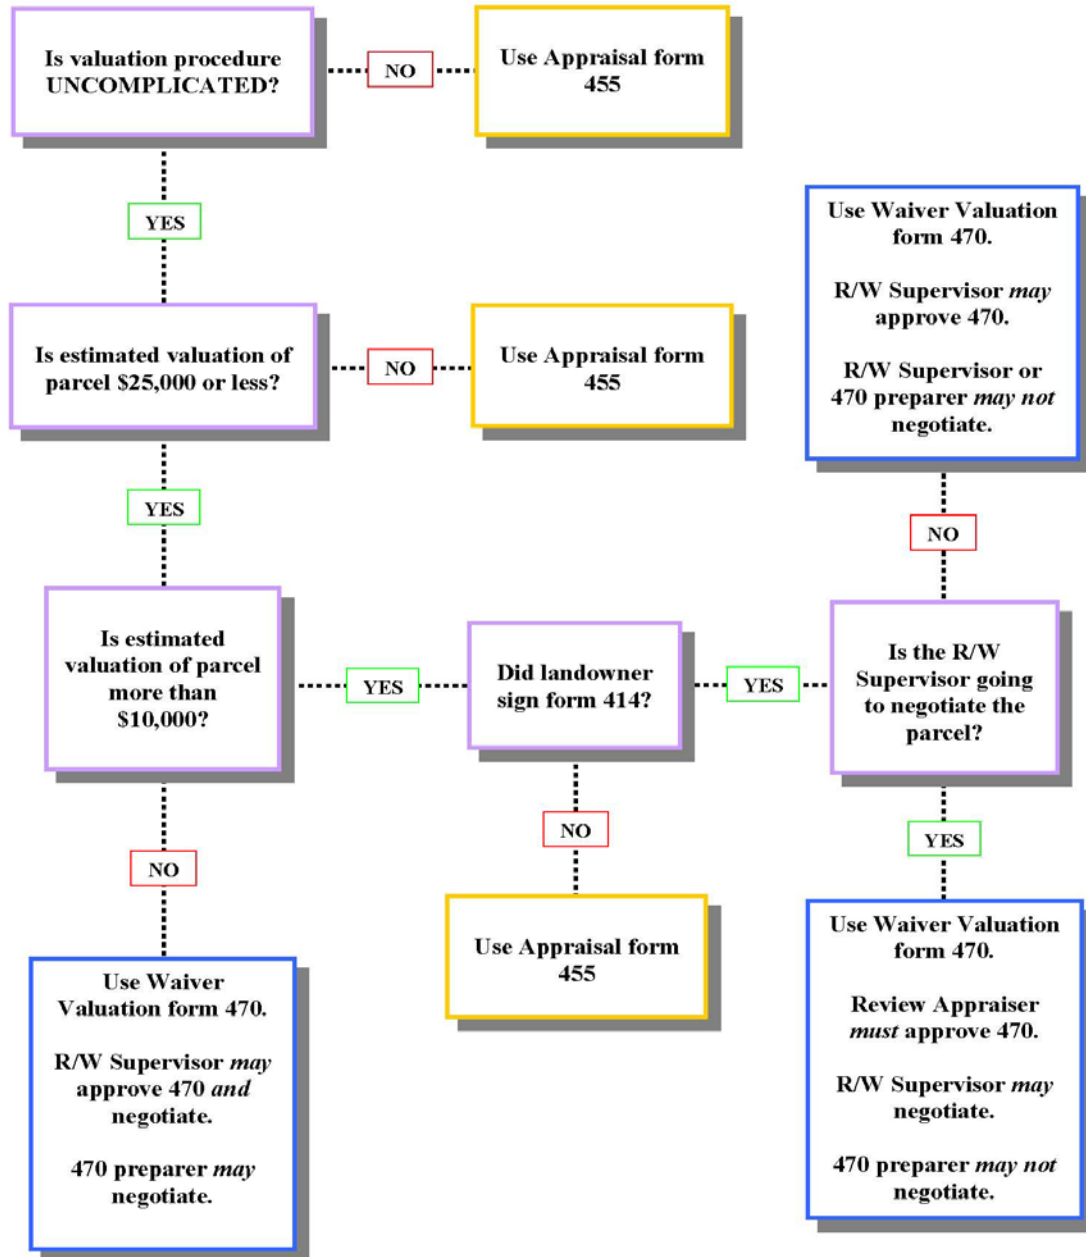 Is valuation procedure
UNCOMPLICATED?
NO
Use Appraisal form
455
YES
Is estimated valuation of
parcel $25,000 or less?
NO
Use Appraisal form
455
Use Waiver Valuation
form 470.
R/W Supervisor may
approve 470.
R/W Supervisor or
470 preparer may not
negotiate.
YES
NO
Is estimated
valuation of parcel
more than
$10,000?
YES
Did landowner
sign form 414?
YES
Is the R/W
Supervisor going
to negotiate the
parcel?
NO
NO
YES
Use Waiver
Valuation form 470.
R/W Supervisor may
approve 470 and
negotiate.
470 preparer may
negotiate.
Use Appraisal form
455
Use Waiver Valuation
form 470.
Review Appraiser
must approve 470.
R/W Supervisor may
negotiate.
470 preparer may not
negotiate.